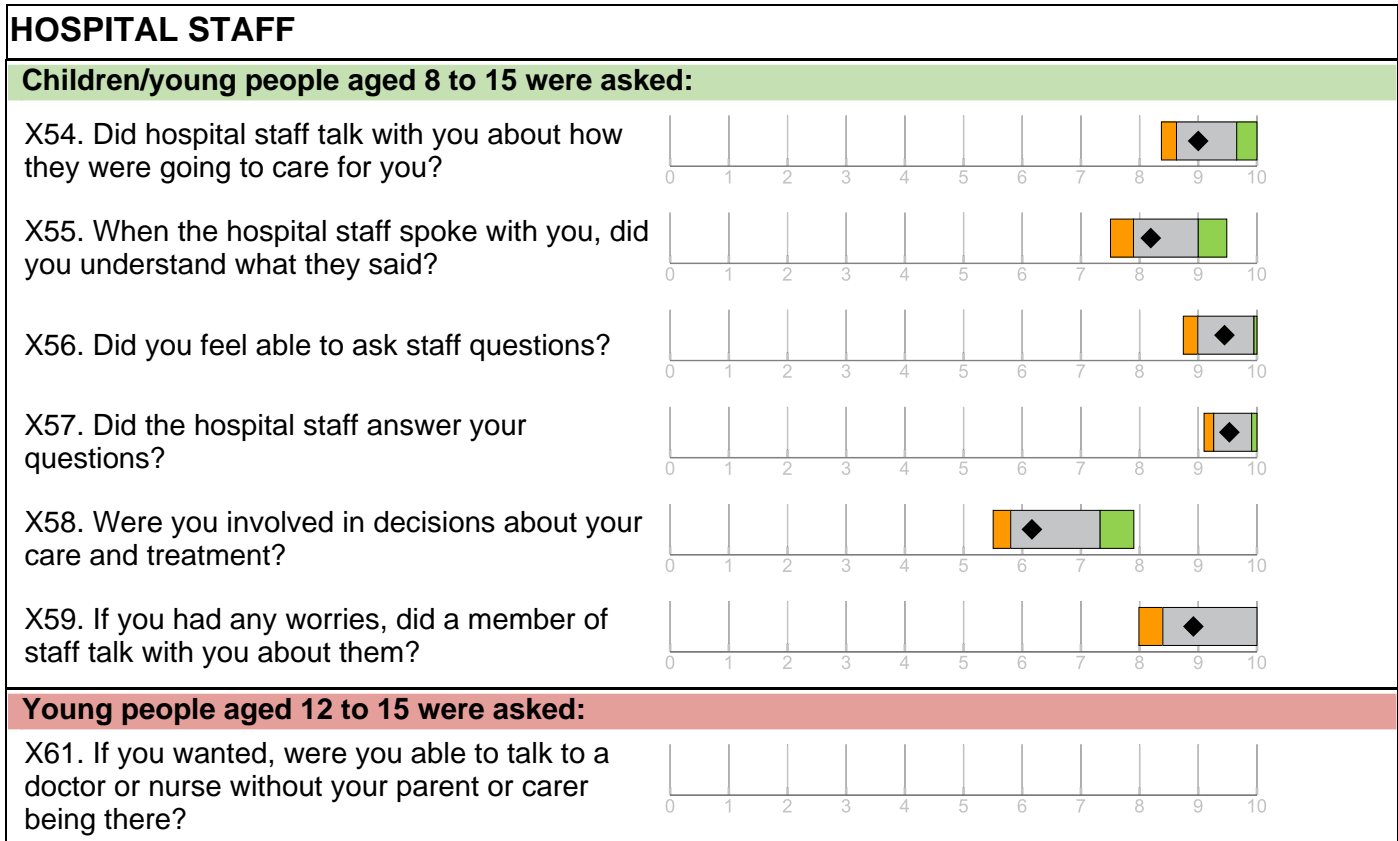 HOSPITAL STAFF
Children/young people aged 8 to 15 were asked:
X54. Did hospital staff talk with you about how
they were going to care for you?
0 1 2 3 4 5 6 7 8 9 10
X55. When the hospital staff spoke with you, did
you understand what they said?
0 1 2 3 4 5 6 7 8 9 10
X56. Did you feel able to ask staff questions?
0 1 2 3 4 5 6 7 8 9 10
X57. Did the hospital staff answer your
questions?
0 1 2 3 4 5 6 7 8 9 10
X58. Were you involved in decisions about your
care and treatment?
0 1 2 3 4 5 6 7 8 9 10
X59. If you had any worries, did a member of
staff talk with you about them?
0 1 2 3 4 5 6 7 8 9 10
Young people aged 12 to 15 were asked:
X61. If you wanted, were you able to talk to a
doctor or nurse without your parent or carer
being there?
0 1 2 3 4 5 6 7 8 9 10